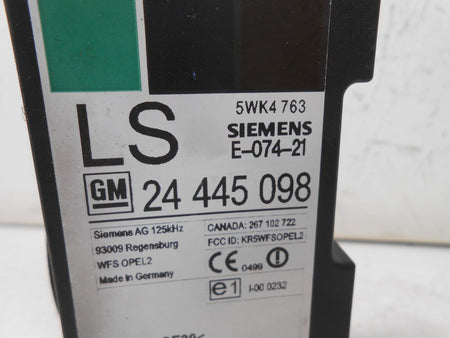 LS
5WK4 763
SIEMENS
E-074-21
GM 24 445 098
Siemens AG 125kHz
93009 Regensburg
WFS OPEL2
Made in Germany
CANADA: 267 102 722
FCC ID: KR5WFSOPEL2
CE 0499
e1 I-00 0232